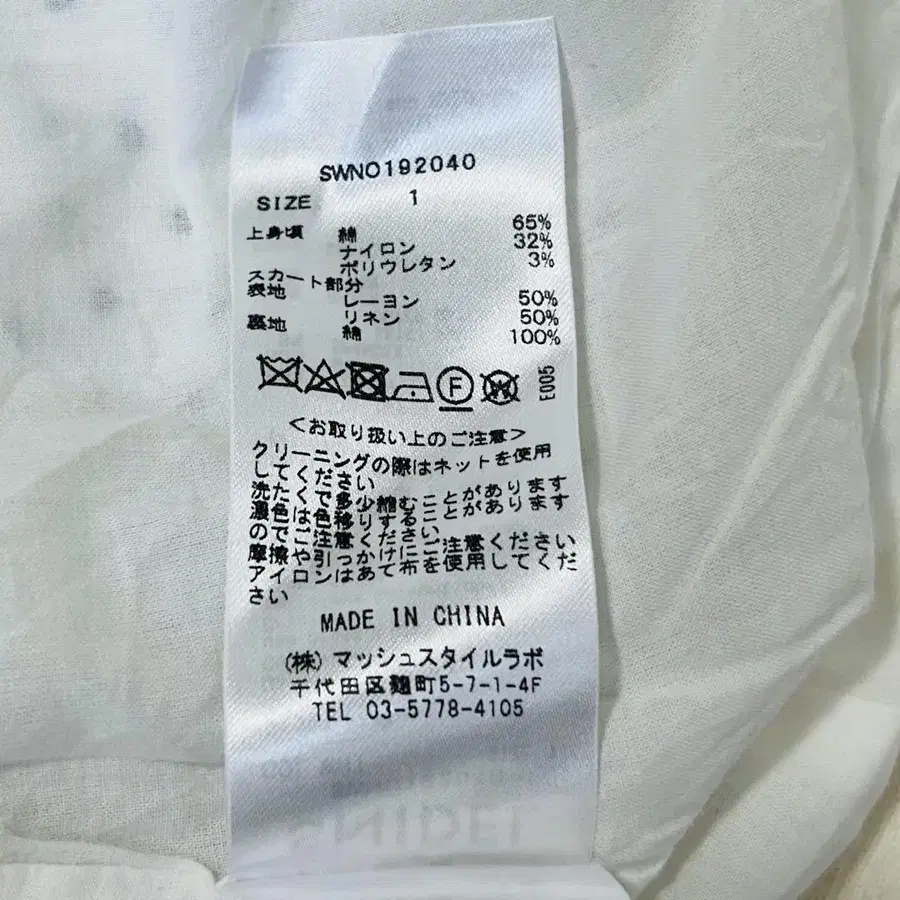 SWNO192040
SIZE 1
上身頃 綿 65%
ナイロン 32%
ポリウレタン 3%
スカート部分
表地 レーヨン 50%
リネン 50%
裏地 綿 100%
F W E005
<お取り扱い上のご注意>
クリーニングの際はネットを使用
してください
洗たくで多少縮むことがあります
濃色は色移りすることがあります
のでご注意ください
摩擦や引っかけにご注意ください
アイロンはあて布を使用してくだ
さい
MADE IN CHINA
(株)マッシュスタイルラボ
千代田区麹町5-7-1-4F
TEL 03-5778-4105